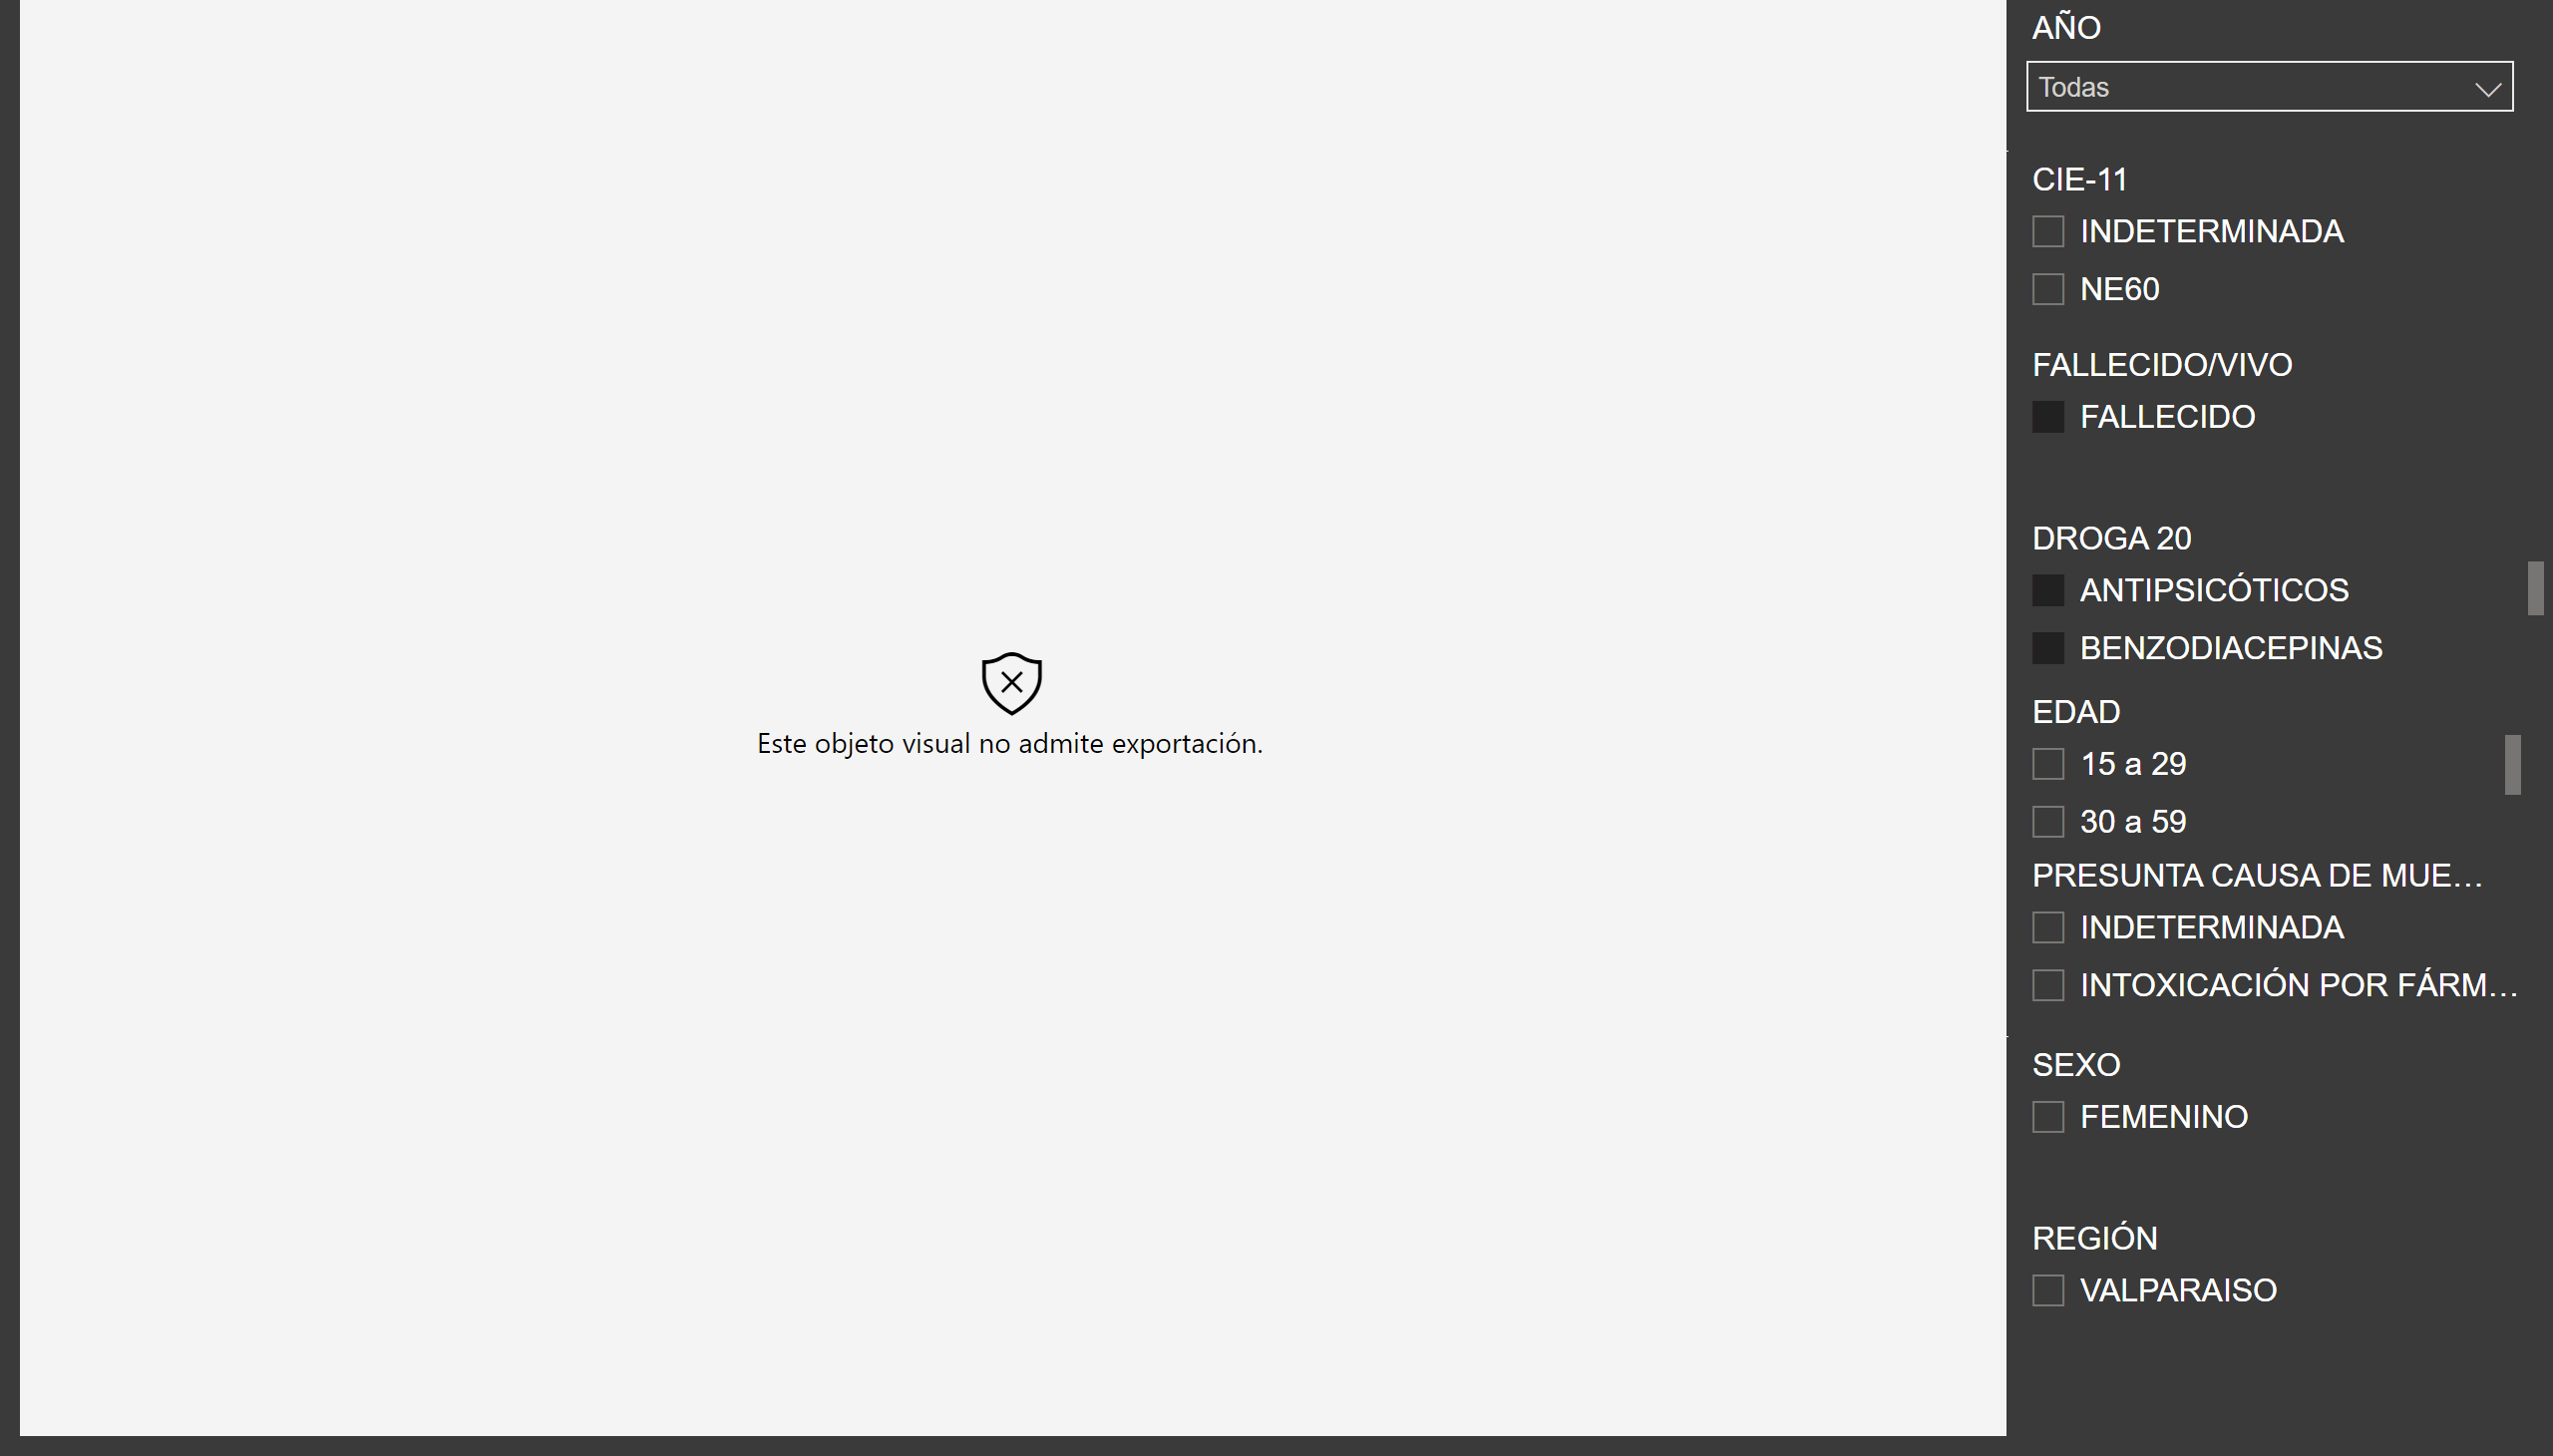 AÑO
Todas
CIE-11
INDETERMINADA
NE60
FALLECIDO/VIVO
FALLECIDO
DROGA 20
ANTIPSICÓTICOS
BENZODIACEPINAS
EDAD
15 a 29
30 a 59
PRESUNTA CAUSA DE MUE...
INDETERMINADA
INTOXICACIÓN POR FÁRM...
SEXO
FEMENINO
REGIÓN
VALPARAISO
Este objeto visual no admite exportación.